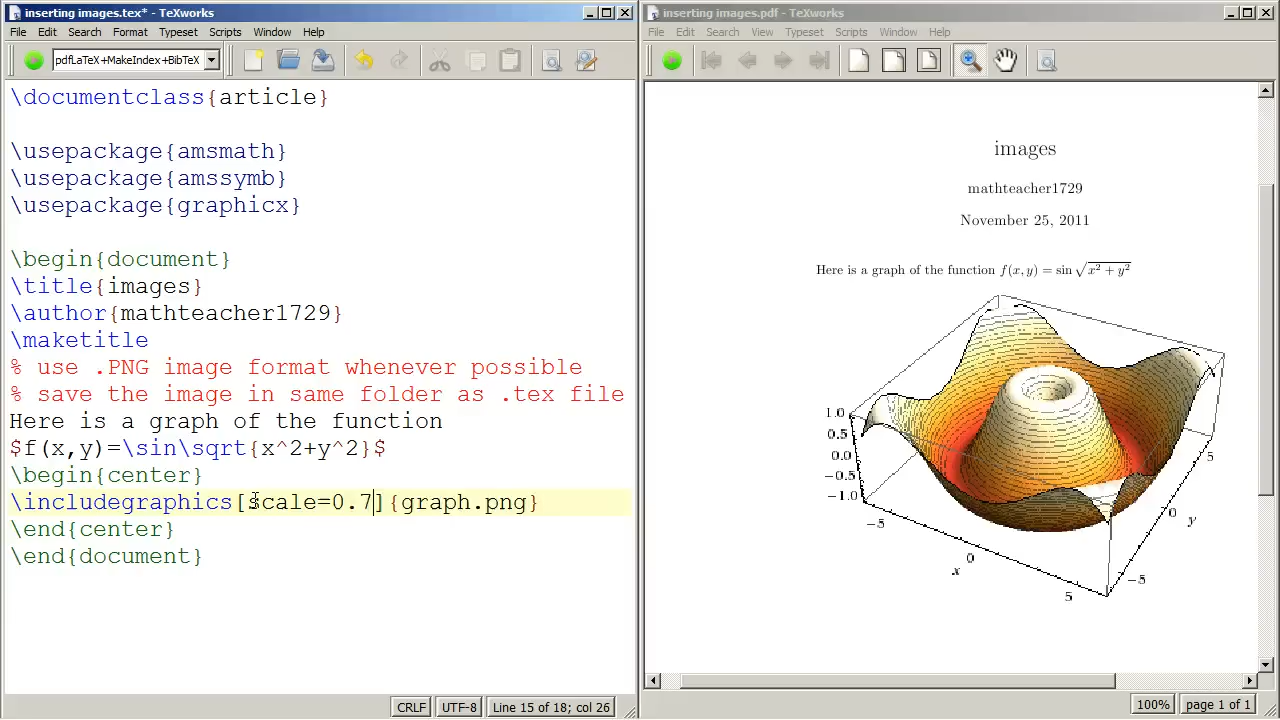 inserting images.tex* - TeXworks
File Edit Search Format Typeset Scripts Window Help
pdfLaTeX+MakeIndex+BibTeX
\documentclass{article}
\usepackage{amsmath}
\usepackage{amssymb}
\usepackage{graphicx}
\begin{document}
\title{images}
\author{mathteacher1729}
\maketitle
% use .PNG image format whenever possible
% save the image in same folder as .tex file
Here is a graph of the function
$f(x,y)=\sin\sqrt{x^2+y^2}$
\begin{center}
\includegraphics[scale=0.7]{graph.png}
\end{center}
\end{document}
CRLF UTF-8 Line 15 of 18; col 26
inserting images.pdf - TeXworks
File Edit Search View Typeset Scripts Window Help
images
mathteacher1729
November 25, 2011
Here is a graph of the function f(x, y) = sin √x² + y²
1.0
0.5
0.0
−0.5
−1.0
−5
0
5
x
5
0
−5
y
100% page 1 of 1